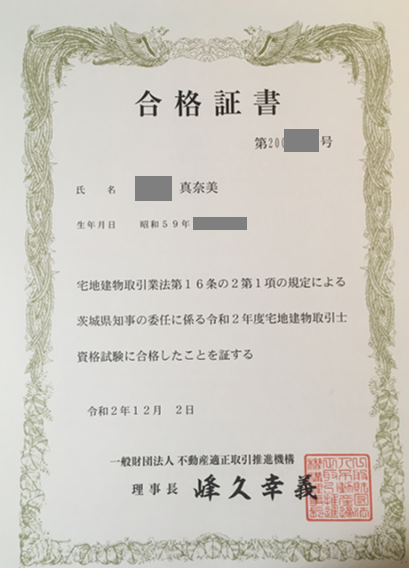 合格証書
第200 号
氏 名 真奈美
生年月日 昭和59年
宅地建物取引業法第16条の2第1項の規定による
茨城県知事の委任に係る令和2年度宅地建物取引士
資格試験に合格したことを証する
令和2年12月 2日
一般財団法人 不動産適正取引推進機構
理事長 峰久幸義